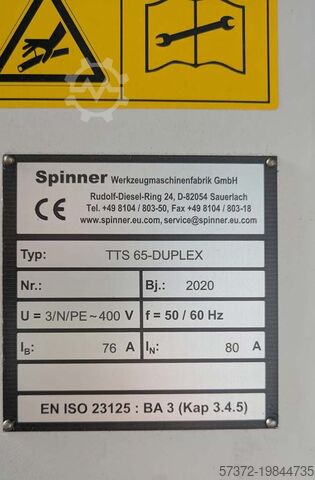 Spinner Werkzeugmaschinenfabrik GmbH
Rudolf-Diesel-Ring 24, D-82054 Sauerlach
Tel. +49 8104 / 803-50, Fax +49 8104 / 803-18
www.spinner.eu.com, service@spinner.eu.com
CE
Typ: TTS 65-DUPLEX
Nr.: Bj.: 2020
U = 3/N/PE ~ 400 V f = 50 / 60 Hz
IB: 76 A IN: 80 A
EN ISO 23125 : BA 3 (Kap 3.4.5)
57372-19844735